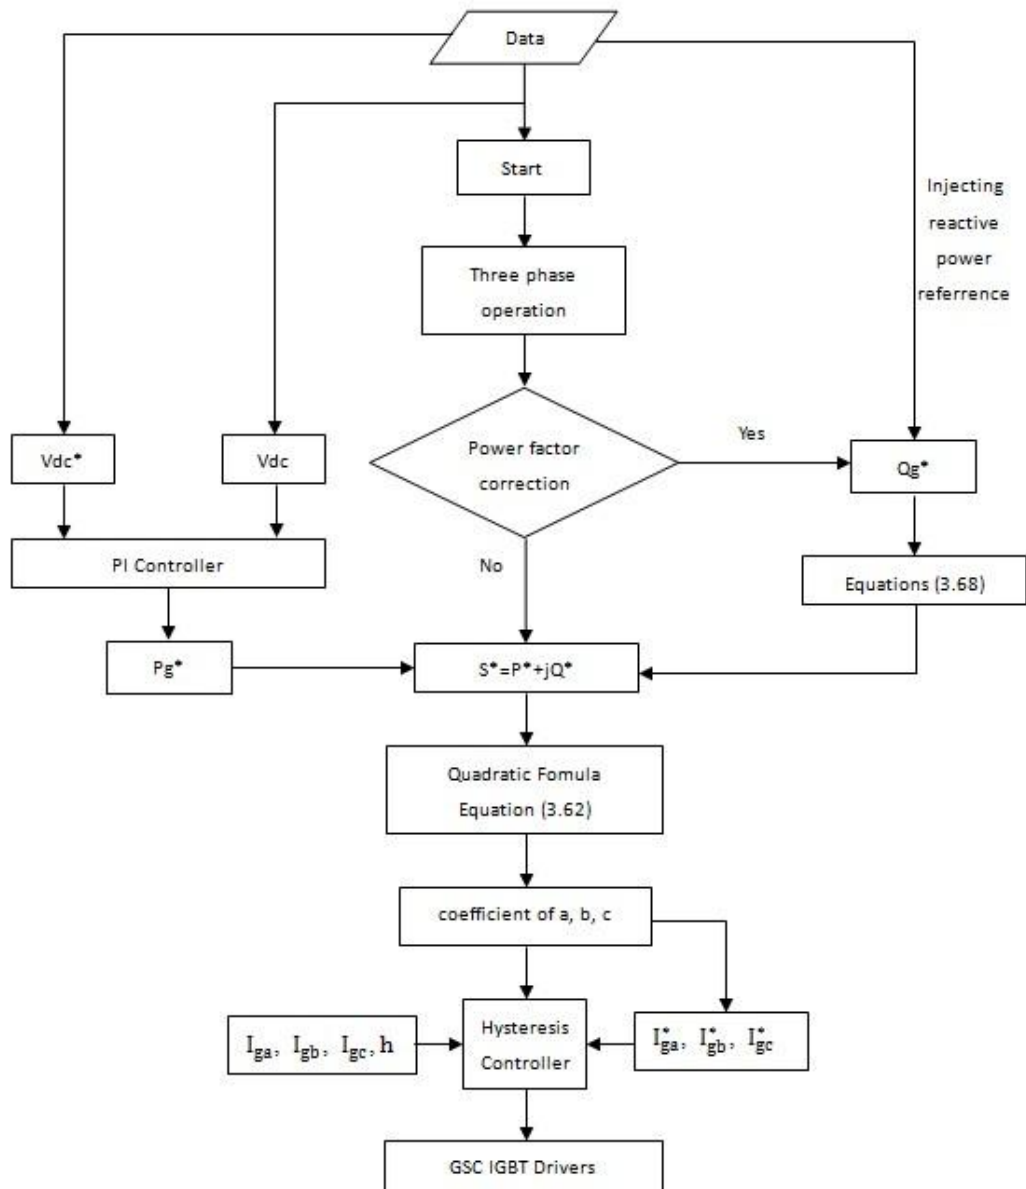 Data
Start
Injecting
reactive
power
referrence
Three phase
operation
Vdc*
Vdc
Power factor
correction
Yes
Qg*
PI Controller
No
Equations (3.68)
Pg*
S*=P*+jQ*
Quadratic Fomula
Equation (3.62)
coefficient of a, b, c
Iga, Igb, Igc, h
Hysteresis
Controller
I*ga, I*gb, I*gc
GSC IGBT Drivers